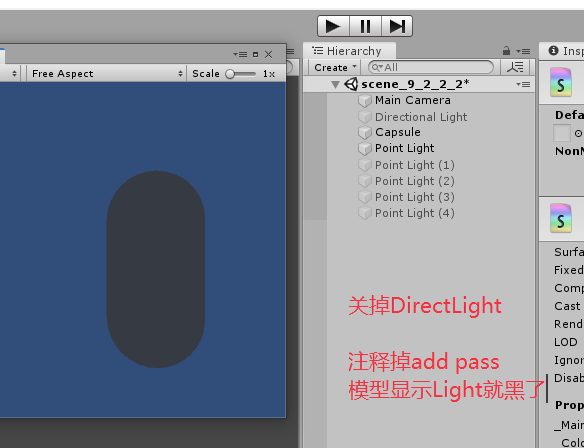 Free Aspect
Scale
1x
Hierarchy
Create
All
scene_9_2_2_2*
Main Camera
Directional Light
Capsule
Point Light
Point Light (1)
Point Light (2)
Point Light (3)
Point Light (4)
关掉DirectLight
注释掉add pass
模型显示Light就黑了
Insp
S
Defa
NonM
S
Surfa
Fixed
Comp
Cast
Rend
LOD
Ignor
Disab
Prop
_Main
_Colo